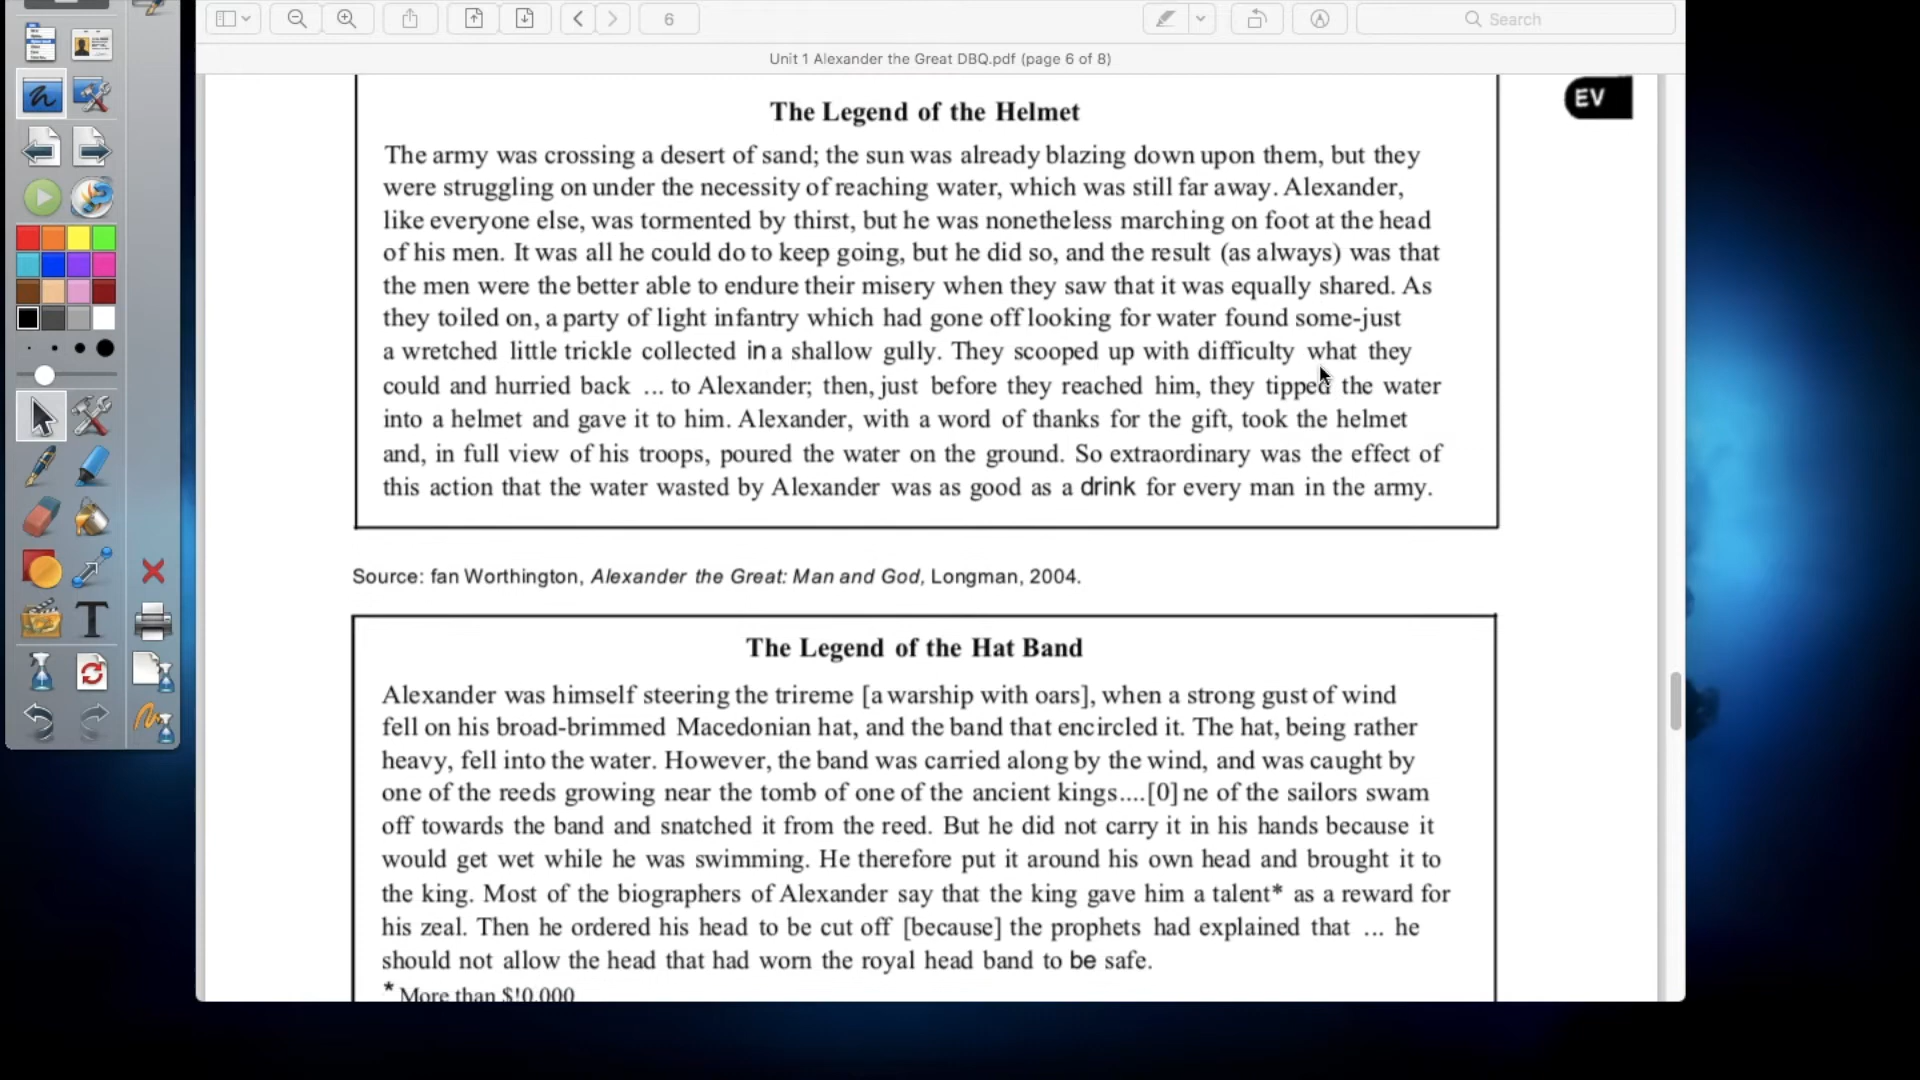 6
Search
Unit 1 Alexander the Great DBQ.pdf (page 6 of 8)
EV
The Legend of the Helmet
The army was crossing a desert of sand; the sun was already blazing down upon them, but they
were struggling on under the necessity of reaching water, which was still far away. Alexander,
like everyone else, was tormented by thirst, but he was nonetheless marching on foot at the head
of his men. It was all he could do to keep going, but he did so, and the result (as always) was that
the men were the better able to endure their misery when they saw that it was equally shared. As
they toiled on, a party of light infantry which had gone off looking for water found some-just
a wretched little trickle collected in a shallow gully. They scooped up with difficulty what they
could and hurried back ... to Alexander; then, just before they reached him, they tipped the water
into a helmet and gave it to him. Alexander, with a word of thanks for the gift, took the helmet
and, in full view of his troops, poured the water on the ground. So extraordinary was the effect of
this action that the water wasted by Alexander was as good as a drink for every man in the army.
Source: fan Worthington, Alexander the Great: Man and God, Longman, 2004.
The Legend of the Hat Band
Alexander was himself steering the trireme [a warship with oars], when a strong gust of wind
fell on his broad-brimmed Macedonian hat, and the band that encircled it. The hat, being rather
heavy, fell into the water. However, the band was carried along by the wind, and was caught by
one of the reeds growing near the tomb of one of the ancient kings....[0] ne of the sailors swam
off towards the band and snatched it from the reed. But he did not carry it in his hands because it
would get wet while he was swimming. He therefore put it around his own head and brought it to
the king. Most of the biographers of Alexander say that the king gave him a talent* as a reward for
his zeal. Then he ordered his head to be cut off [because] the prophets had explained that ... he
should not allow the head that had worn the royal head band to be safe.
* More than $!0,000